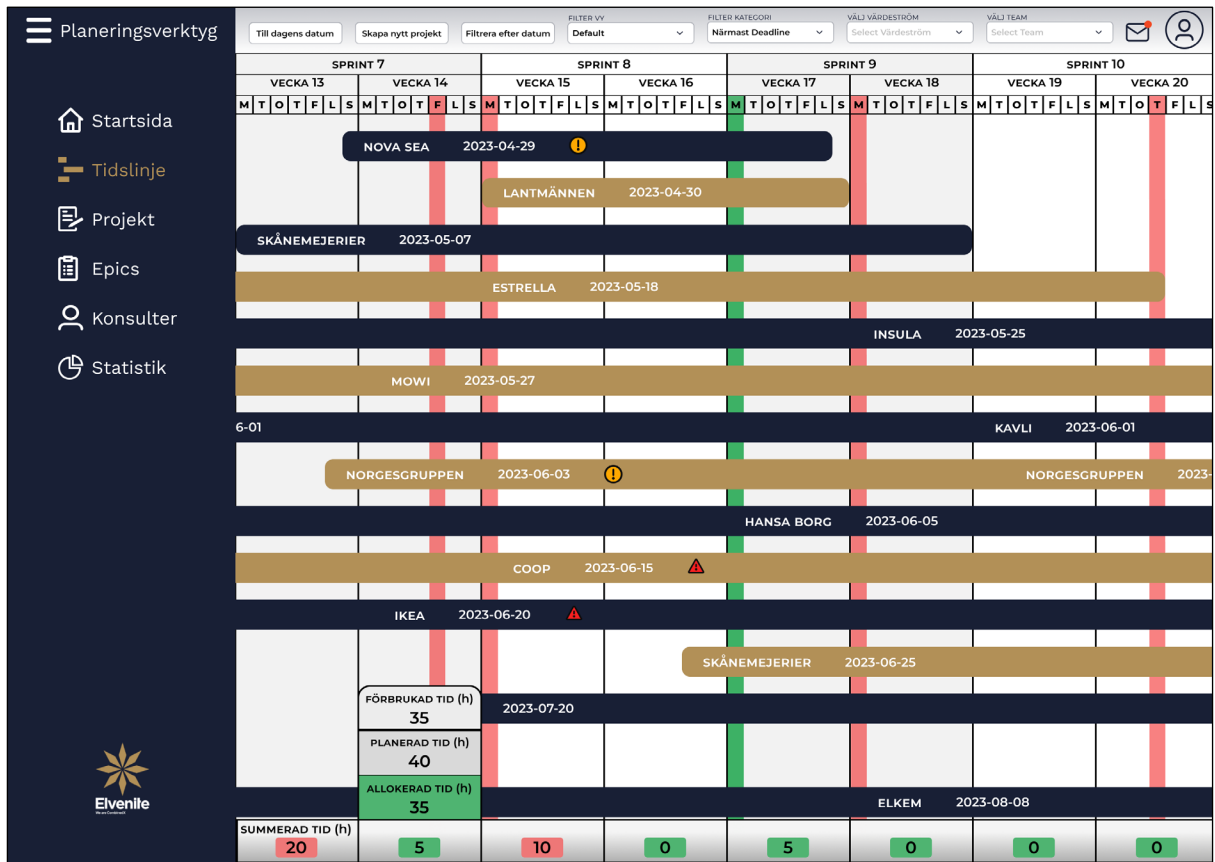 Planeringsverktyg
Till dagens datum
Skapa nytt projekt
Filtrera efter datum
FILTER VY
Default
FILTER KATEGORI
Närmast Deadline
VÄLJ VÄRDESTRÖM
Select Värdeström
VÄLJ TEAM
Select Team
Startsida
Tidslinje
Projekt
Epics
Konsulter
Statistik
Elvenile
SPRINT 7 SPRINT 8 SPRINT 9 SPRINT 10
VECKA 13 VECKA 14 VECKA 15 VECKA 16 VECKA 17 VECKA 18 VECKA 19 VECKA 20
M T O T F L S M T O T F L S M T O T F L S M T O T F L S M T O T F L S M T O T F L S M T O T F L S M T O T F L S
NOVA SEA 2023-04-29 !
LANTMÄNNEN 2023-04-30
SKÅNEMEJERIER 2023-05-07
ESTRELLA 2023-05-18
INSULA 2023-05-25
MOWI 2023-05-27
6-01 KAVLI 2023-06-01
NORGESGRUPPEN 2023-06-03 ! NORGESGRUPPEN 2023-
HANSA BORG 2023-06-05
COOP 2023-06-15
IKEA 2023-06-20
SKÅNEMEJERIER 2023-06-25
2023-07-20
FÖRBRUKAD TID (h)
35
PLANERAD TID (h)
40
ALLOKERAD TID (h)
35
ELKEM 2023-08-08
SUMMERAD TID (h)
20 5 10 0 5 0 0 0